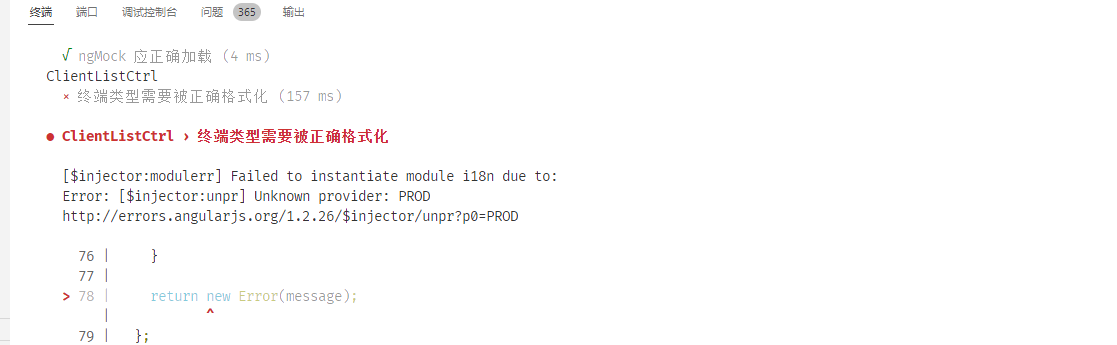 终端 端口 调试控制台 问题 365 输出
√ ngMock 应正确加载 (4 ms)
ClientListCtrl
× 终端类型需要被正确格式化 (157 ms)
● ClientListCtrl › 终端类型需要被正确格式化
[$injector:modulerr] Failed to instantiate module i18n due to:
Error: [$injector:unpr] Unknown provider: PROD
http://errors.angularjs.org/1.2.26/$injector/unpr?p0=PROD
76 | }
77 |
> 78 | return new Error(message);
| ^
79 | };